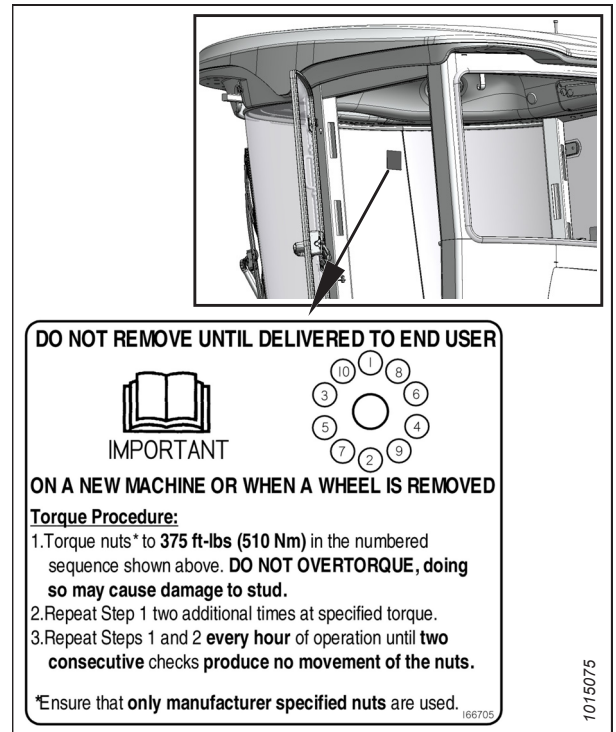 DO NOT REMOVE UNTIL DELIVERED TO END USER
IMPORTANT
1
10
8
3
6
5
4
7
9
2
ON A NEW MACHINE OR WHEN A WHEEL IS REMOVED
Torque Procedure:
1.Torque nuts* to 375 ft-lbs (510 Nm) in the numbered
sequence shown above. DO NOT OVERTORQUE, doing
so may cause damage to stud.
2.Repeat Step 1 two additional times at specified torque.
3.Repeat Steps 1 and 2 every hour of operation until two
consecutive checks produce no movement of the nuts.
*Ensure that only manufacturer specified nuts are used.
166705
1015075